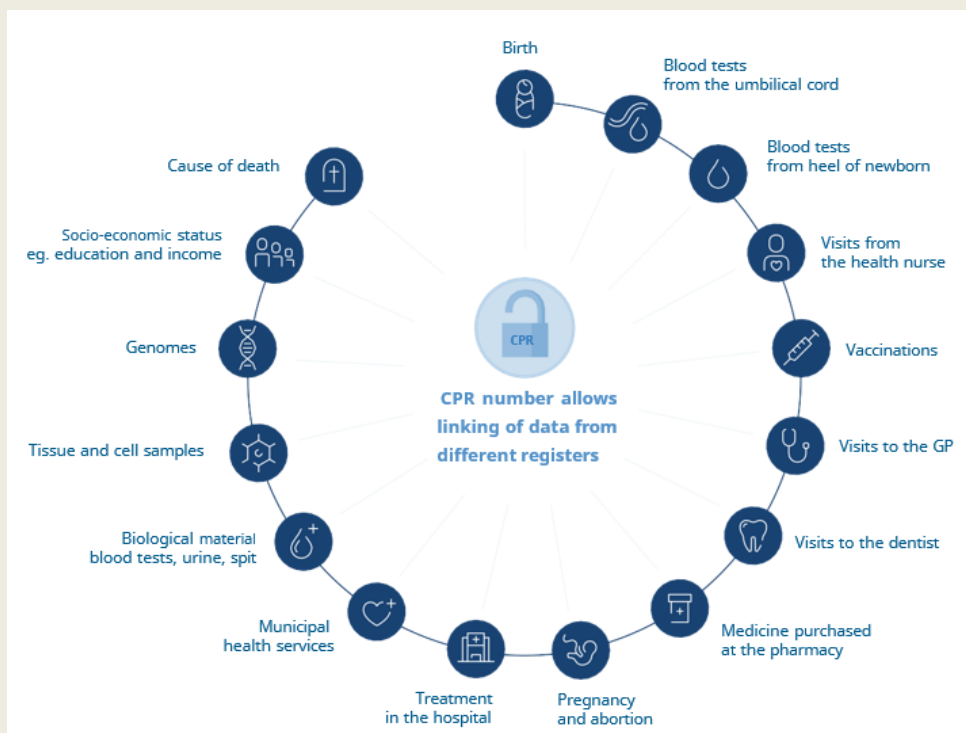 Birth
Blood tests
from the umbilical cord
Blood tests
from heel of newborn
Visits from
the health nurse
Vaccinations
Visits to the GP
Visits to the dentist
Medicine purchased
at the pharmacy
Pregnancy
and abortion
Treatment
in the hospital
Municipal
health services
Biological material
blood tests, urine, spit
Tissue and cell samples
Genomes
Socio-economic status
eg. education and income
Cause of death
CPR
CPR number allows
linking of data from
different registers